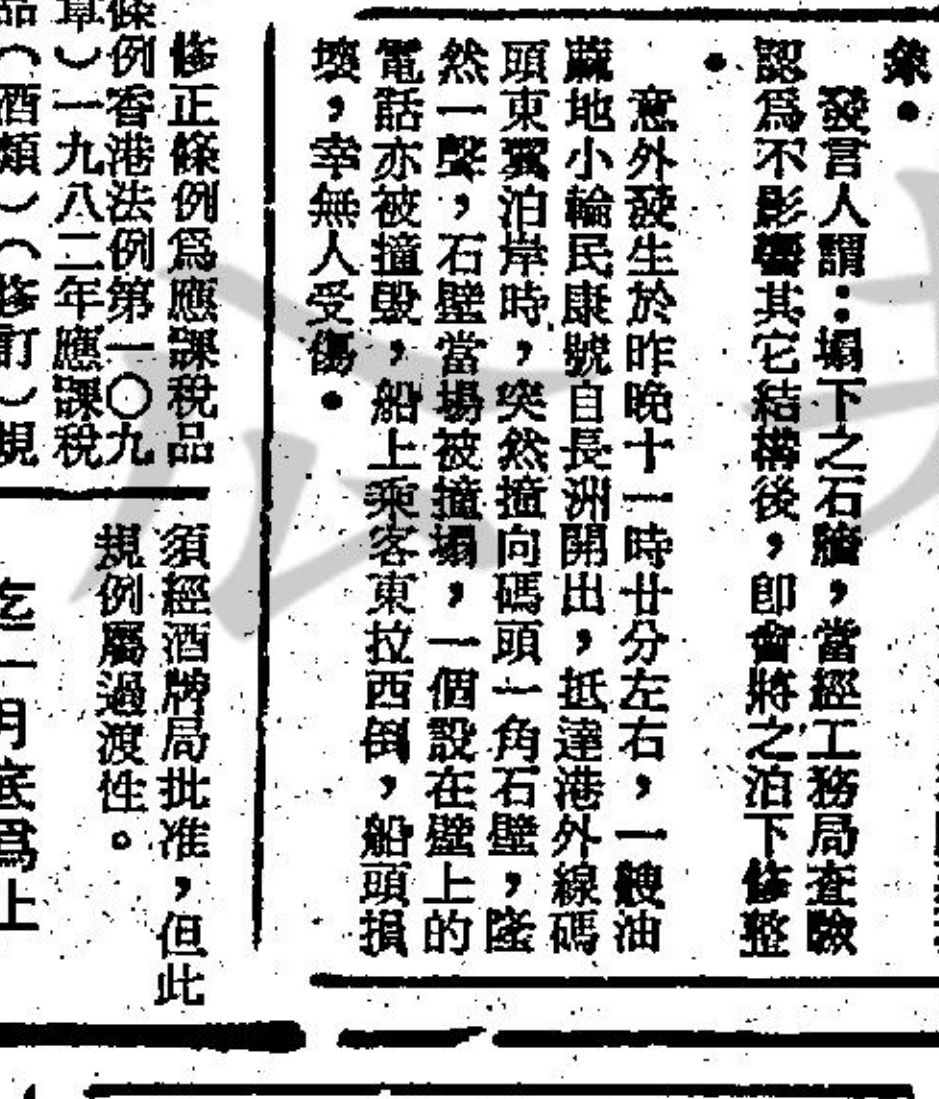 發言人謂：塌下之石牆，當經工務局查驗
認爲不影響其它結構後，卽會將之泊下修整
。
意外發生於昨晚十一時廿分左右，一艘油
蔴地小輪民康號自長洲開出，抵達港外線碼
頭東翼泊岸時，突然撞向碼頭一角石壁，隆
然一聲，石壁當場被撞塌，一個設在壁上的
電話亦被撞毀，船上乘客東拉西倒，船頭損
壞，幸無人受傷。
修正條例爲應課稅品
條例香港法例第一〇九
章）一九八二年應課稅
品（酒類）（修訂）規
須經酒牌局批准，但此
規例屬過渡性。
月底爲止